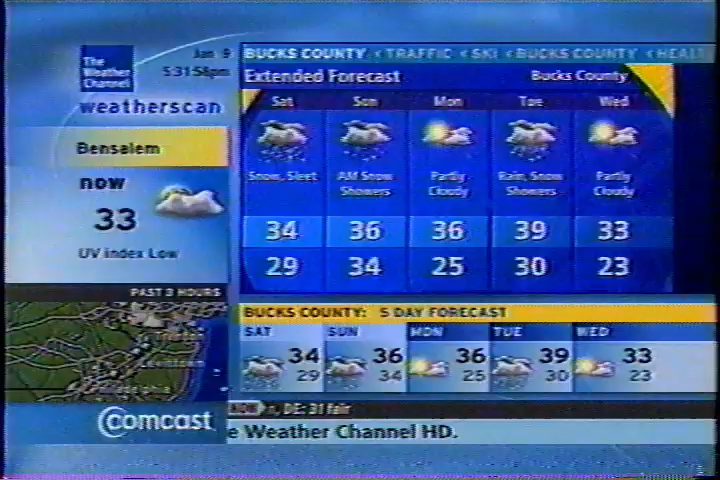 The
Weather
Channel
Jan 9
5:31:58pm
weatherscan
Bensalem
now
33
UV index Low
PAST 3 HOURS
comcast
BUCKS COUNTY < TRAFFIC < SKI < BUCKS COUNTY < HEALT
Extended Forecast Bucks County
Sat Sun Mon Tue Wed
Snow, Sleet AM Snow Showers Partly Cloudy Rain, Snow Showers Partly Cloudy
34 36 36 39 33
29 34 25 30 23
BUCKS COUNTY: 5 DAY FORECAST
SAT SUN MON TUE WED
34 36 36 39 33
29 34 25 30 23
NOW n, DE: 31 fair
e Weather Channel HD.